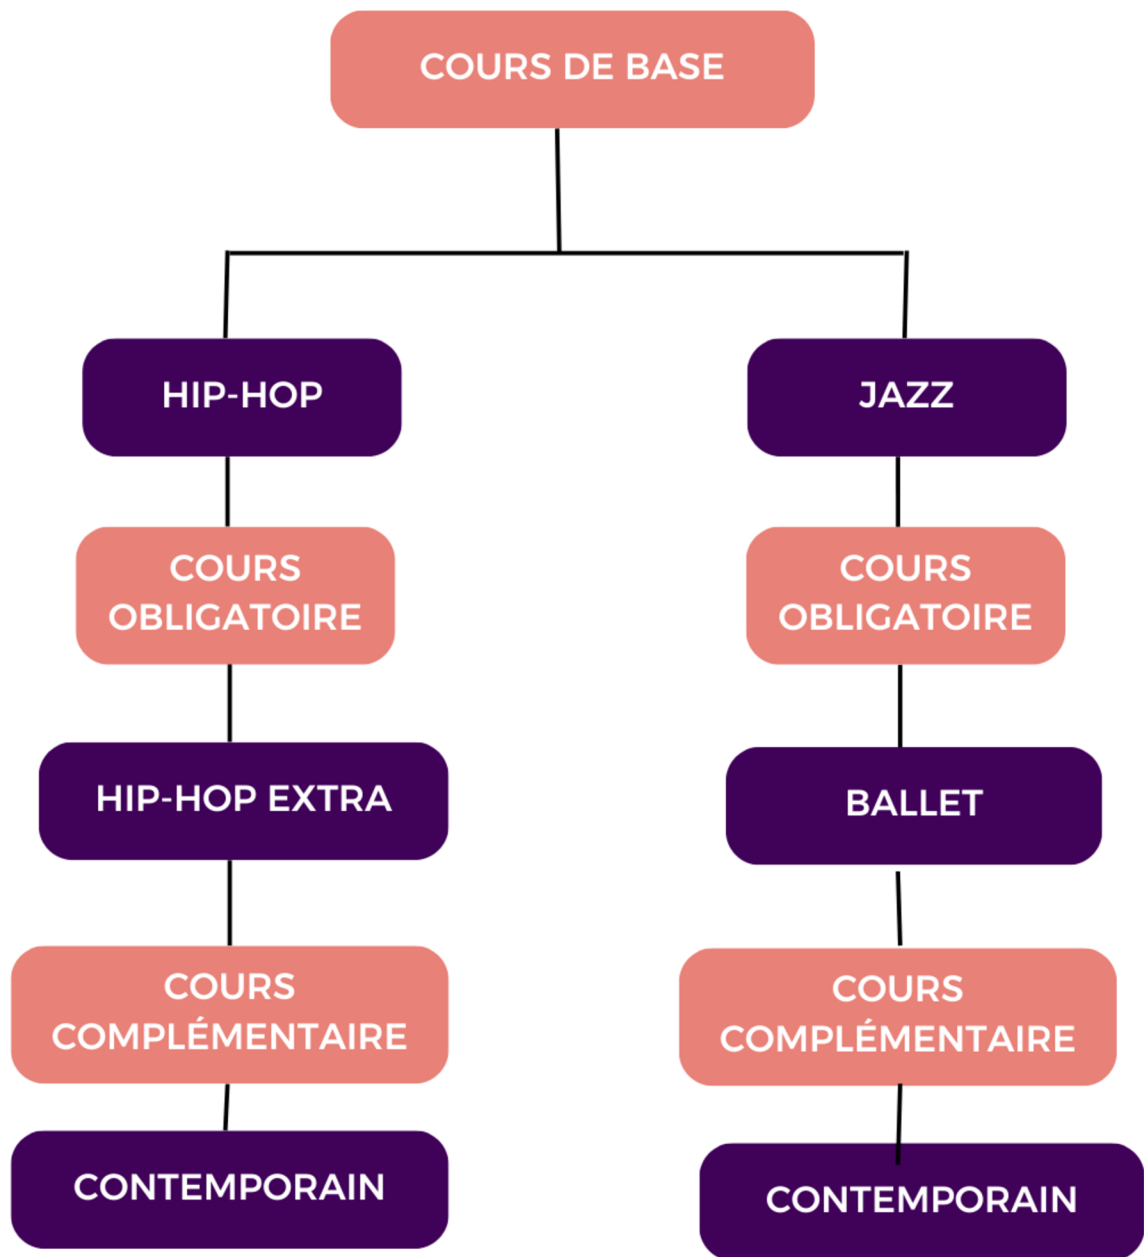 COURS DE BASE
HIP-HOP
JAZZ
COURS
OBLIGATOIRE
COURS
OBLIGATOIRE
HIP-HOP EXTRA
BALLET
COURS
COMPLÉMENTAIRE
COURS
COMPLÉMENTAIRE
CONTEMPORAIN
CONTEMPORAIN